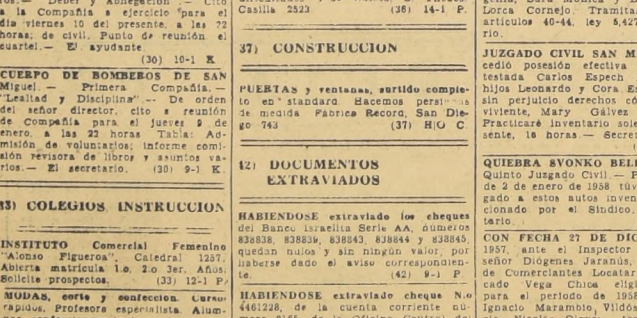 la Compañía a ejercicio para el
día viernes 10 del presente, a las 22
horas; de civil. Punto de reunión el
cuartel.— El ayudante.
(30) 10-1 K
CUERPO DE BOMBEROS DE SAN
Miguel.— Primera Compañía.—
"Lealtad y Disciplina".— De orden
del señor director, cito a reunión
de Compañía para el jueves 9 de
enero, a las 22 horas Tabla: Ad-
misión de voluntarios; informe comi-
sión revisora de libros y asuntos va-
rios.— El secretario. (30) 9-1 K.
33) COLEGIOS, INSTRUCCION
INSTITUTO Comercial Femenino
"Alonso Figueroa". Catedral 1257.
Abierta matrícula 1.o, 2.o 3er. Años.
Solicite prospectos. (33) 12-1 P.
MODAS, corte y confección. Cursos
rápidos, Profesora especialista. Alum-
Casilla 2523 (36) 14-1 P.
37) CONSTRUCCION
PUERTAS y ventanas, surtido comple-
to en standard. Hacemos persianas
de medida Fábrica Record, San Die-
go 743 (37) H|O C
42) DOCUMENTOS
EXTRAVIADOS
HABIENDOSE extraviado los cheques
del Banco Israelita Serie AA, números
838838, 838839, 838843, 838844 y 838845,
quedan nulos y sin ningún valor, por
haberse dado el aviso correspondien-
te. (42) 9-1 P.
HABIENDOSE extraviado cheque N.o
4461228, de la cuenta corriente nú-
Lorca Cornejo. Tramita
artículos 40-44, ley 5,427
rio.
JUZGADO CIVIL SAN M
cedió posesión efectiva
testada Carlos Espech
hijos Leonardo y Cora Es
sin perjuicio derechos có
viviente, Mary Gálvez
Practicaré inventario sole
sente, 16 horas.— Secre
QUIEBRA SVONKO BEL
Quinto Juzgado Civil.— P
de 2 de enero de 1958 túv
gado a estos autos inven
cionado por el Síndico.
tario.
CON FECHA 27 DE DIC
1957, ante el Inspector
señor Diógenes Jaranús,
de Comerciantes Locatar
cado Vega Chica eligi
para el período de 1958
Ignacio Marambio, Vildós